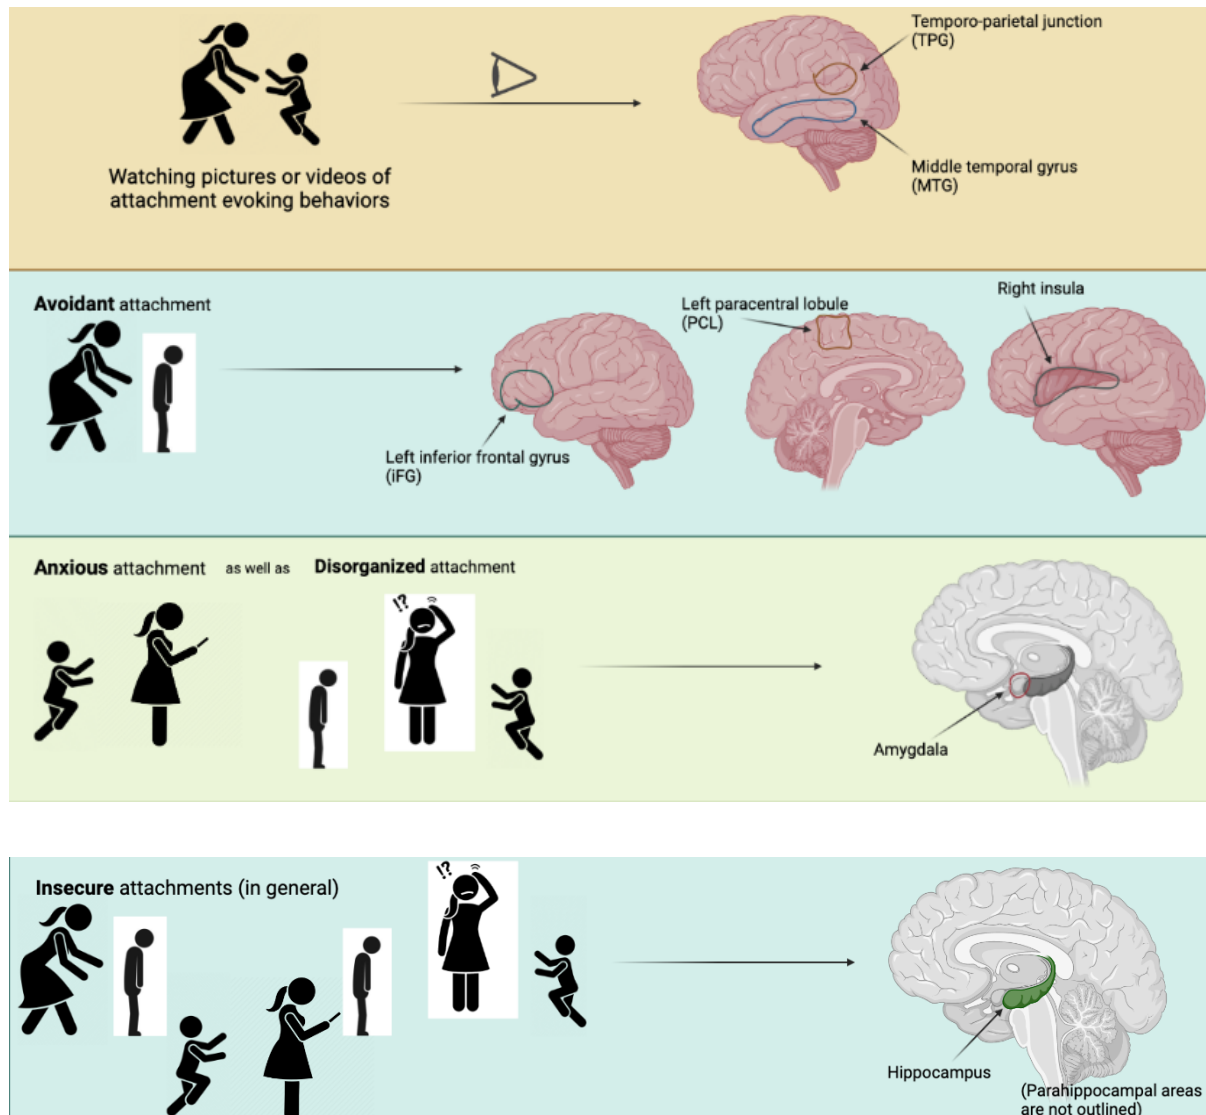 Temporo-parietal junction
(TPG)
Watching pictures or videos of
attachment evoking behaviors
Middle temporal gyrus
(MTG)
Avoidant attachment
Left paracentral lobule
(PCL)
Right insula
Left inferior frontal gyrus
(iFG)
Anxious attachment as well as Disorganized attachment
!?
Amygdala
Insecure attachments (in general)
!?
Hippocampus
(Parahippocampal areas
are not outlined)